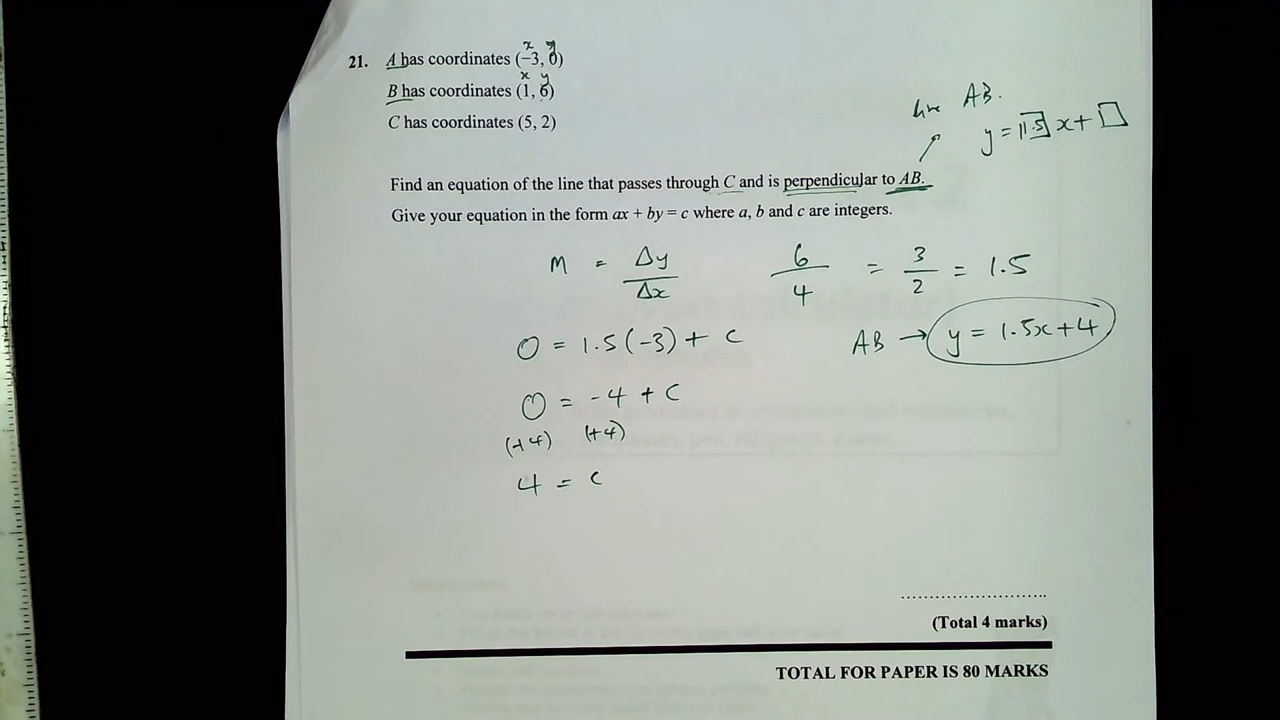 x y
21. A has coordinates (−3, 0)
x y
B has coordinates (1, 6)
C has coordinates (5, 2)
line AB.
y = 1.5 x + □
Find an equation of the line that passes through C and is perpendicular to AB.
Give your equation in the form ax + by = c where a, b and c are integers.
M = Δy/Δx 6/4 = 3/2 = 1.5
0 = 1.5(-3) + c AB → y = 1.5x+4
0 = -4 + c
(+4) (+4)
4 = c
(Total 4 marks)
TOTAL FOR PAPER IS 80 MARKS